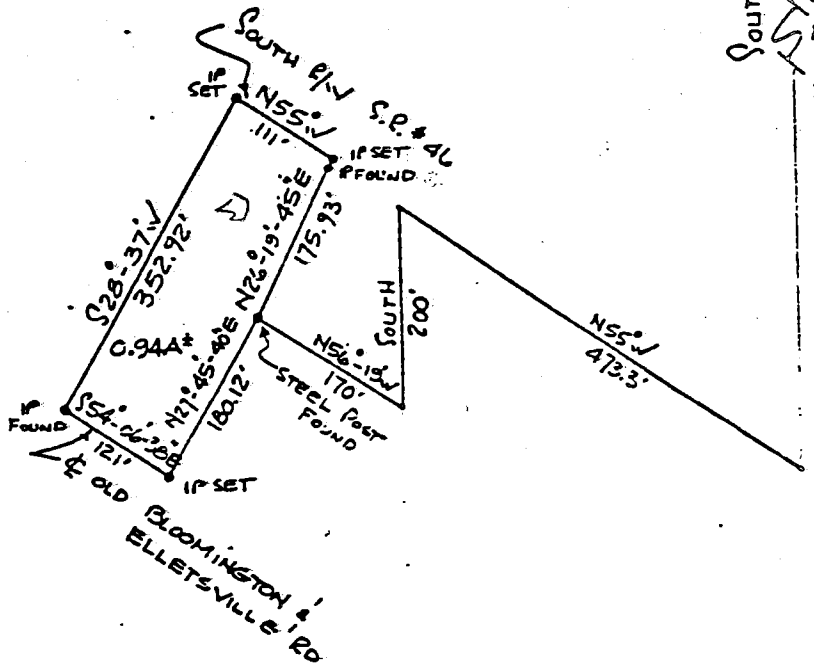 SOUTH R/W S.R. #46
IP
SET
N55°W
111'
IP SET
IP FOUND
S28°-37'W
352.92'
N26°-19'-45"E
175.93'
0.94A±
N27°-45'-40"E
180.12'
SOUTH
200'
N55°W
473.3'
N56°-19'W
170'
STEEL POST
FOUND
IP
FOUND
S54°-06'-38"E
121'
IP SET
℄ OLD BLOOMINGTON &
ELLETSVILLE RD
SOUTH